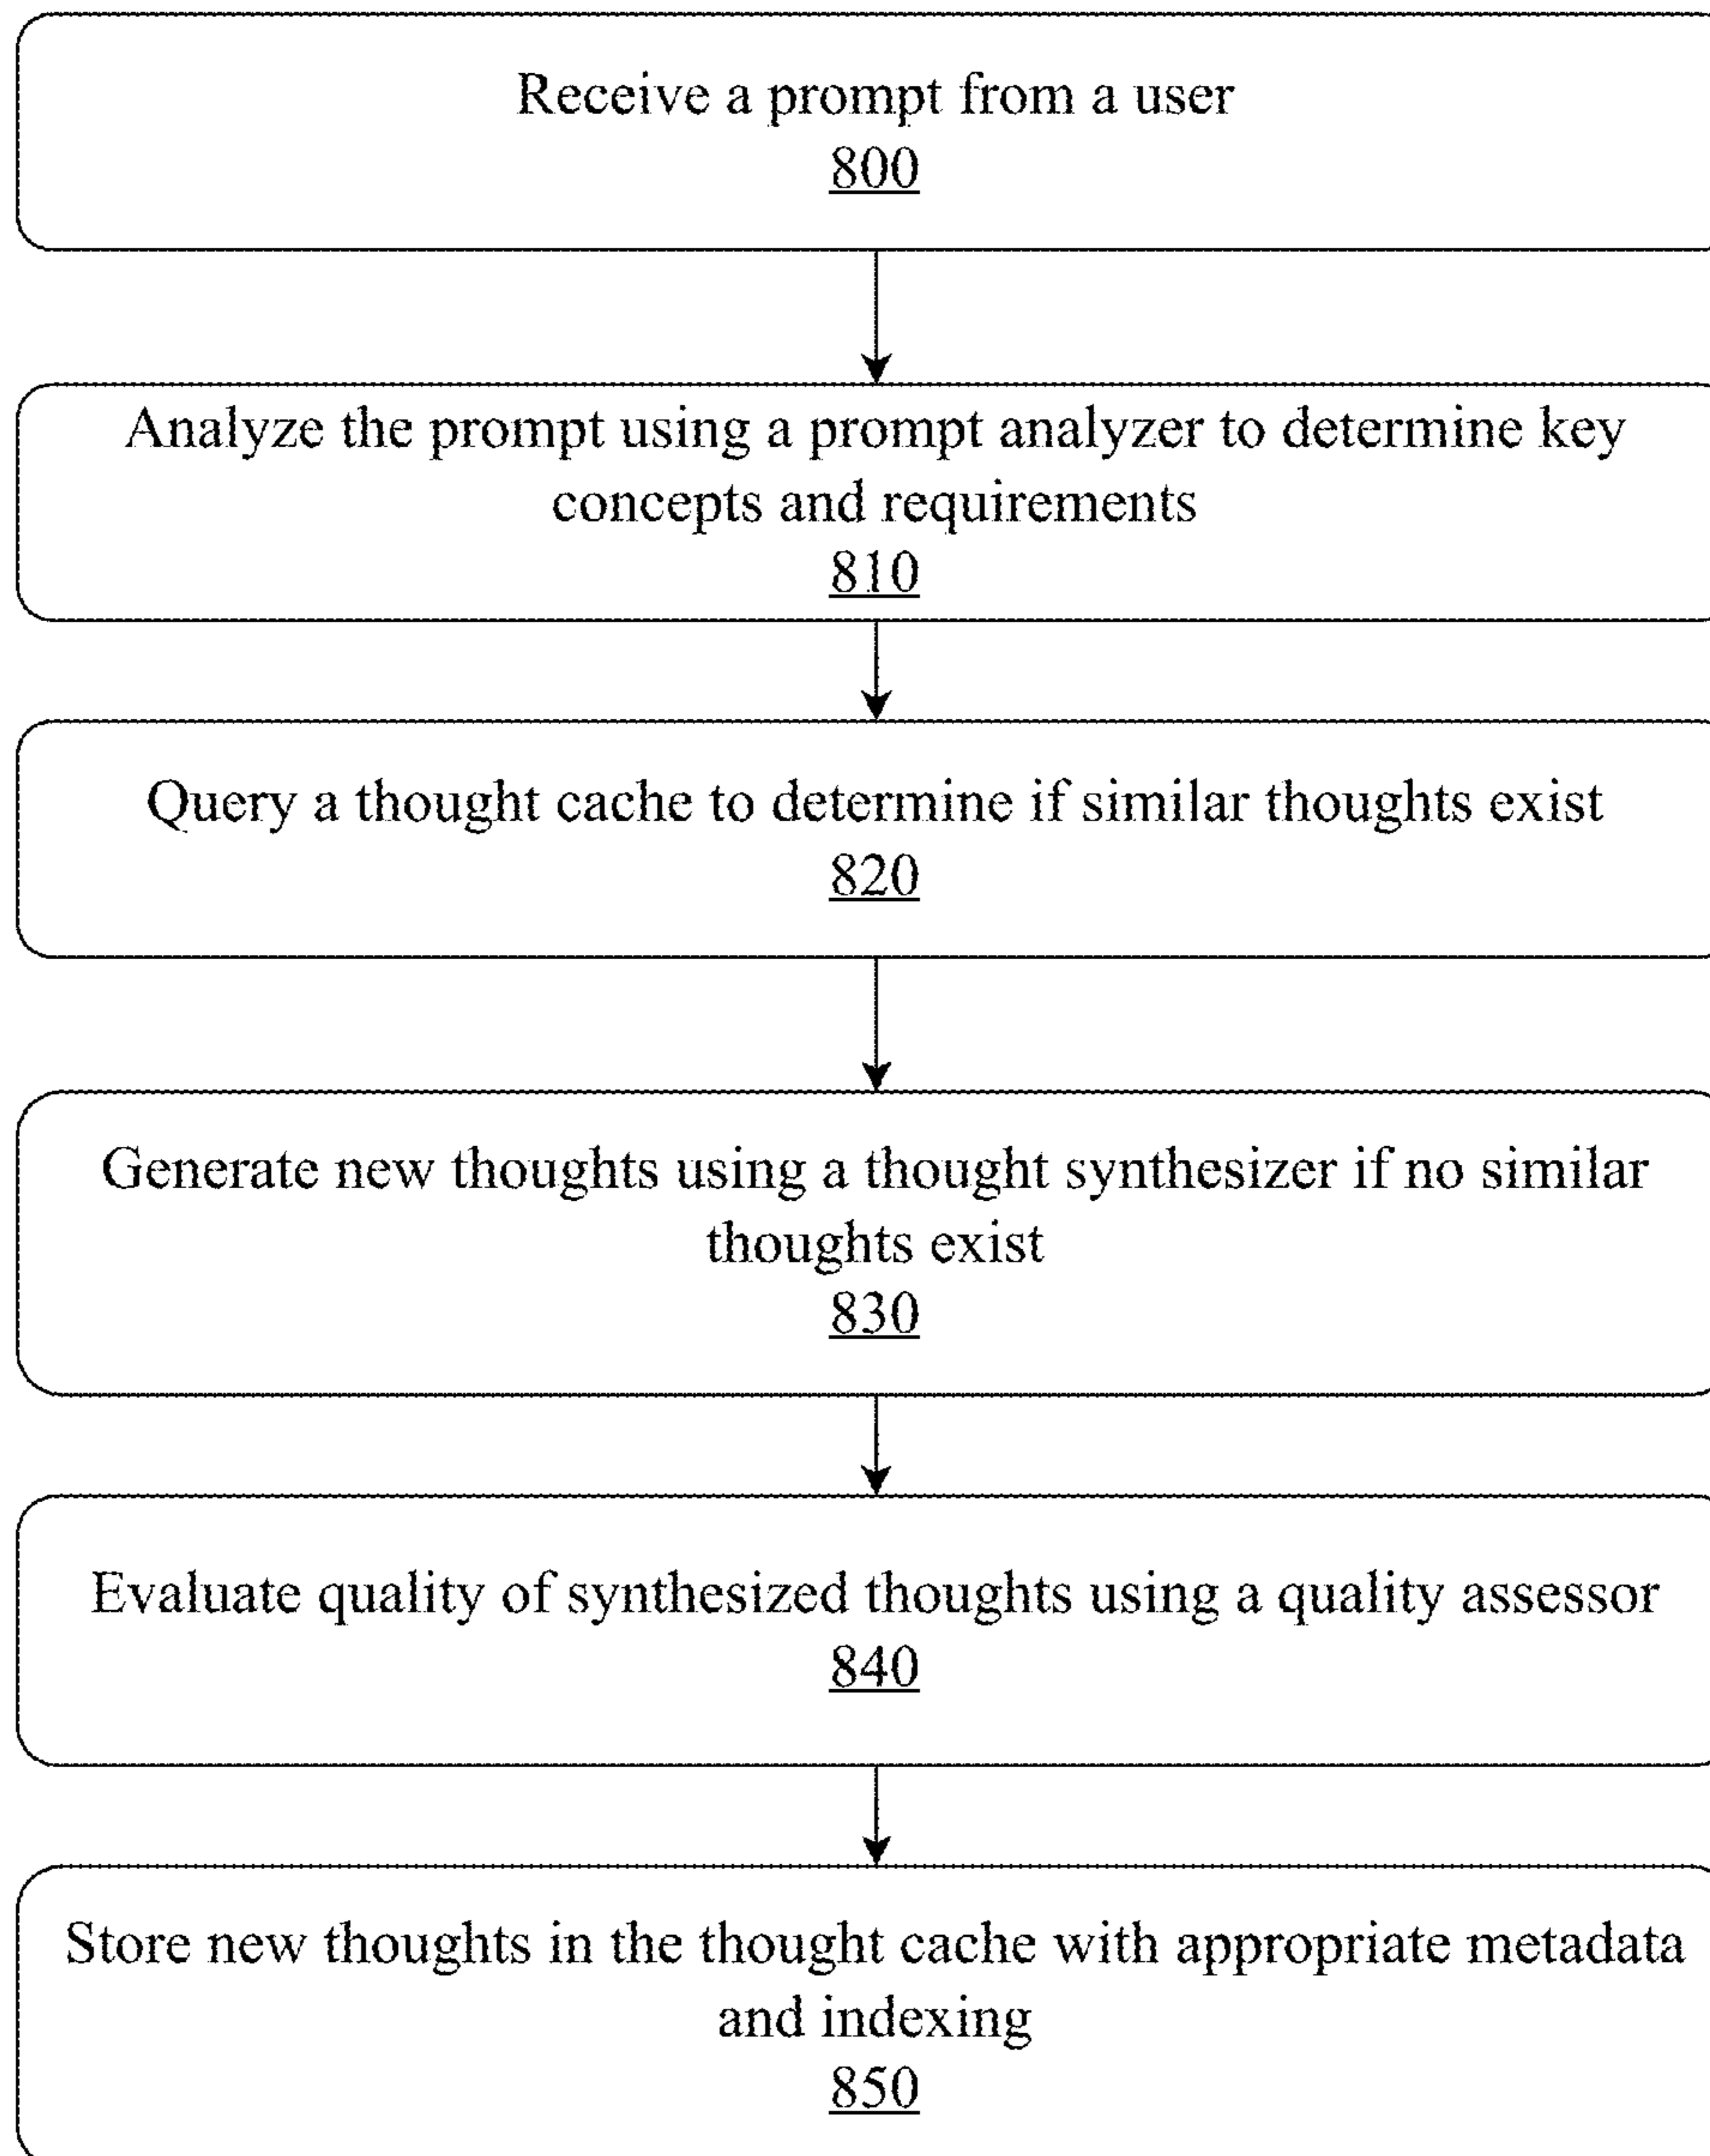 Receive a prompt from a user
800
Analyze the prompt using a prompt analyzer to determine key
concepts and requirements
810
Query a thought cache to determine if similar thoughts exist
820
Generate new thoughts using a thought synthesizer if no similar
thoughts exist
830
Evaluate quality of synthesized thoughts using a quality assessor
840
Store new thoughts in the thought cache with appropriate metadata
and indexing
850